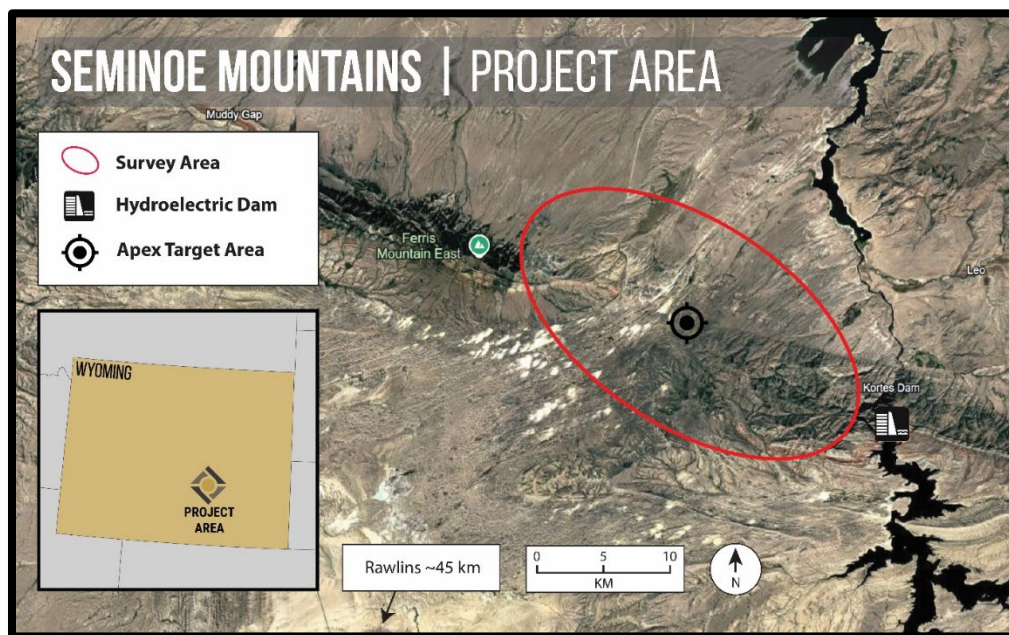 SEMINOE MOUNTAINS | PROJECT AREA
Muddy Gap
Survey Area
Hydroelectric Dam
Apex Target Area
Ferris
Mountain East
Leo
Kortes Dam
WYOMING
PROJECT
AREA
Rawlins ~45 km
0 5 10
KM
N